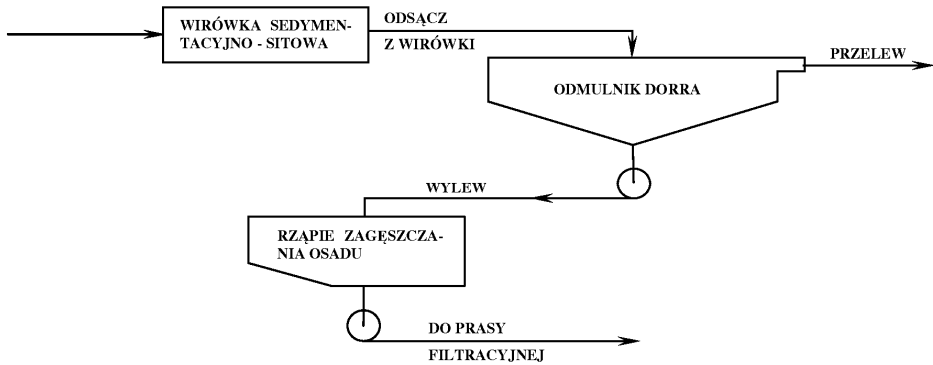 WIRÓWKA SEDYMEN-
TACYJNO - SITOWA
ODSĄCZ
Z WIRÓWKI
PRZELEW
ODMULNIK DORRA
WYLEW
RZĄPIE ZAGĘSZCZA-
NIA OSADU
DO PRASY
FILTRACYJNEJ